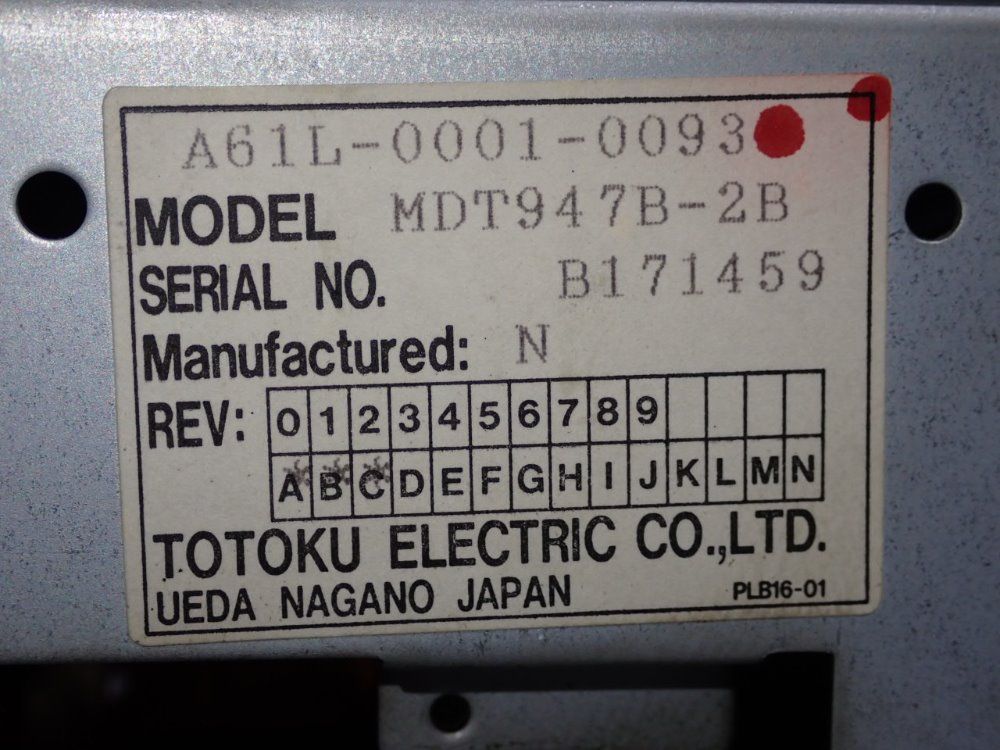 A61L-0001-0093
MODEL MDT947B-2B
SERIAL NO. B171459
Manufactured: N
REV: 0 1 2 3 4 5 6 7 8 9
A B C D E F G H I J K L M N
TOTOKU ELECTRIC CO.,LTD.
UEDA NAGANO JAPAN PLB16-01